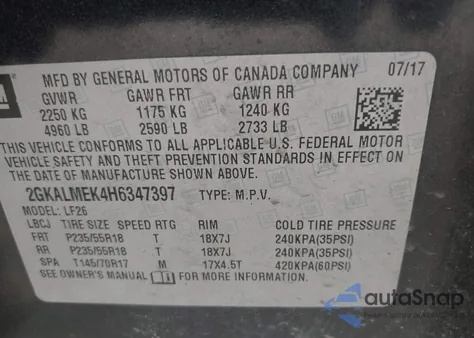 GM
MFD BY GENERAL MOTORS OF CANADA COMPANY 07/17
GVWR GAWR FRT GAWR RR
2250 KG 1175 KG 1240 KG
4960 LB 2590 LB 2733 LB
THIS VEHICLE CONFORMS TO ALL APPLICABLE U.S. FEDERAL MOTOR
VEHICLE SAFETY AND THEFT PREVENTION STANDARDS IN EFFECT ON
THE DATE OF MANUFACTURE SHOWN ABOVE.
2GKALMEK4H6347397 TYPE: M.P.V.
MODEL: LF26
LBCJ TIRE SIZE SPEED RTG RIM COLD TIRE PRESSURE
FRT P235/55R18 T 18X7J 240KPA(35PSI)
RR P235/55R18 T 18X7J 240KPA(35PSI)
SPA T145/70R17 M 17X4.5T 420KPA(60PSI)
SEE OWNER'S MANUAL FOR MORE INFORMATION.
autoSnap